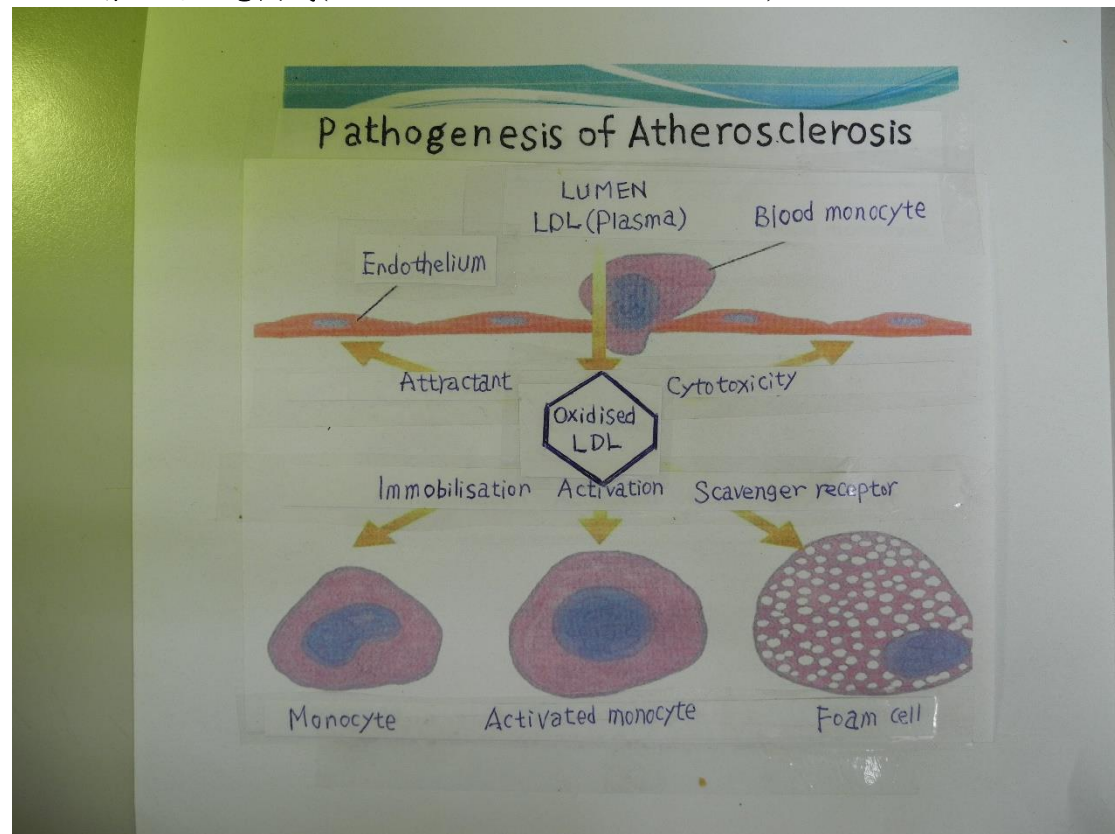 Pathogenesis of Atherosclerosis
LUMEN
LDL (Plasma)
Blood monocyte
Endothelium
Attractant
Cytotoxicity
Oxidised
LDL
Immobilisation
Activation
Scavenger receptor
Monocyte
Activated monocyte
Foam cell